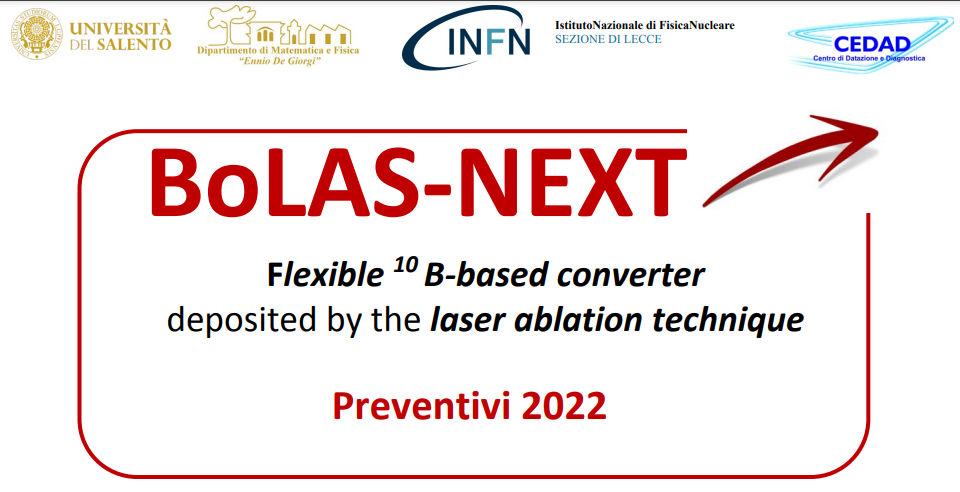 UNIVERSITÀ
DEL SALENTO
Dipartimento di Matematica e Fisica
“Ennio De Giorgi”
INFN
IstitutoNazionale di FisicaNucleare
SEZIONE DI LECCE
CEDAD
Centro di Datazione e Diagnostica
BoLAS-NEXT
Flexible ¹⁰ B-based converter
deposited by the laser ablation technique
Preventivi 2022